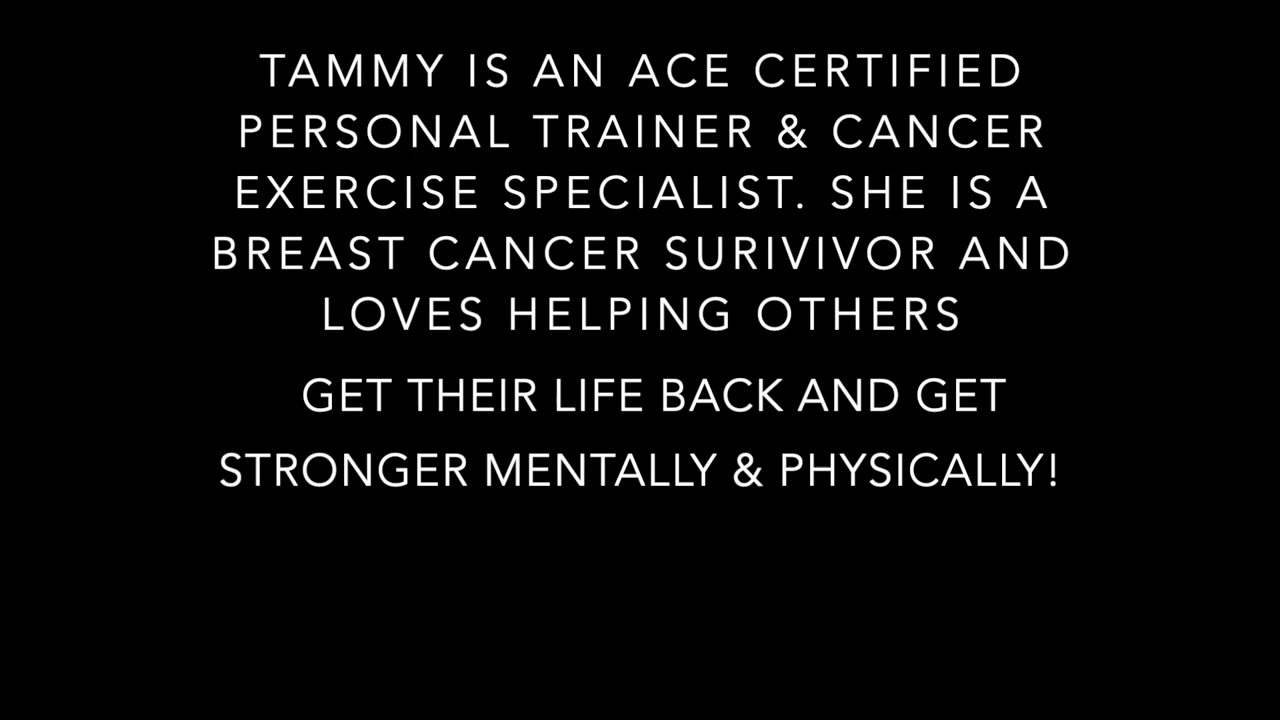 TAMMY IS AN ACE CERTIFIED
PERSONAL TRAINER & CANCER
EXERCISE SPECIALIST. SHE IS A
BREAST CANCER SURIVIVOR AND
LOVES HELPING OTHERS
GET THEIR LIFE BACK AND GET
STRONGER MENTALLY & PHYSICALLY!